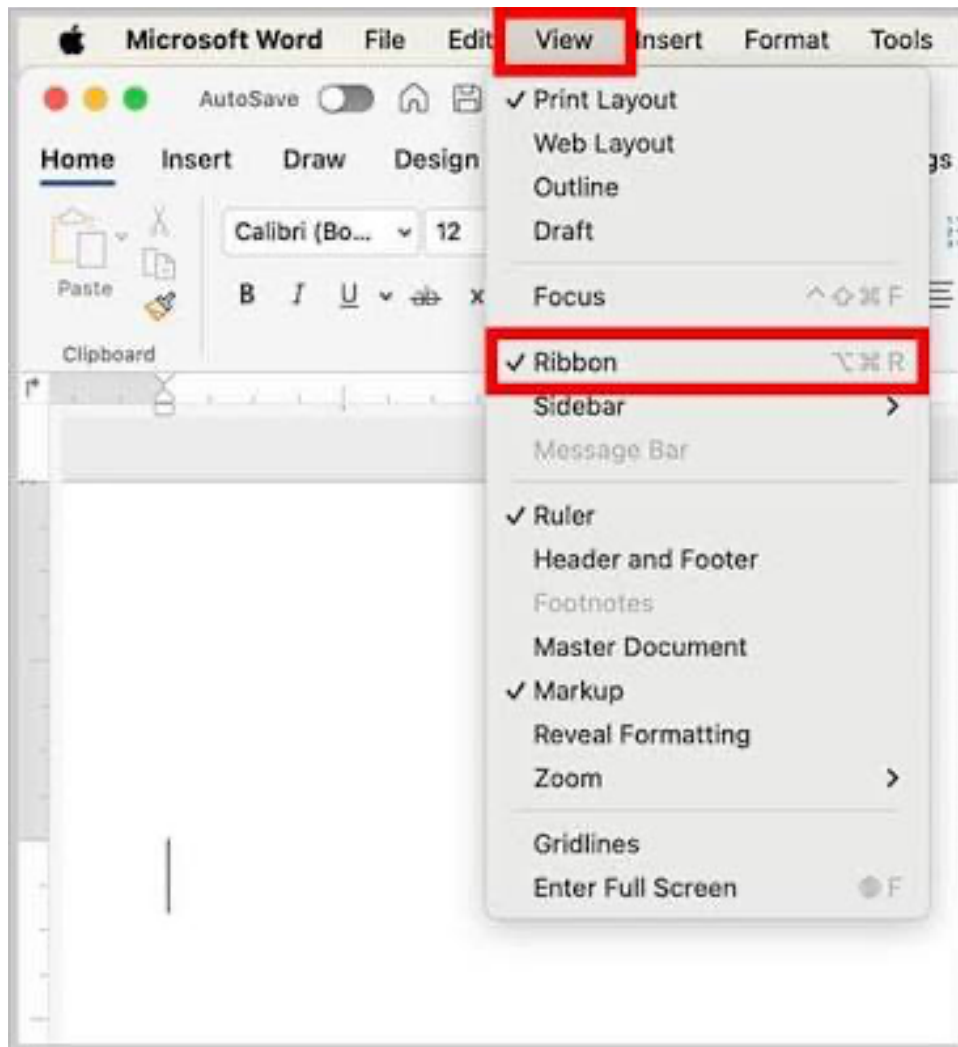 Microsoft Word File Edit View Insert Format Tools
AutoSave
Home Insert Draw Design
Calibri (Bo... 12
Paste
B I U ab x
Clipboard
✓ Print Layout
Web Layout
Outline
Draft
Focus ^⇧⌘F
✓ Ribbon ⌥⌘R
Sidebar >
Message Bar
✓ Ruler
Header and Footer
Footnotes
Master Document
✓ Markup
Reveal Formatting
Zoom >
Gridlines
Enter Full Screen F